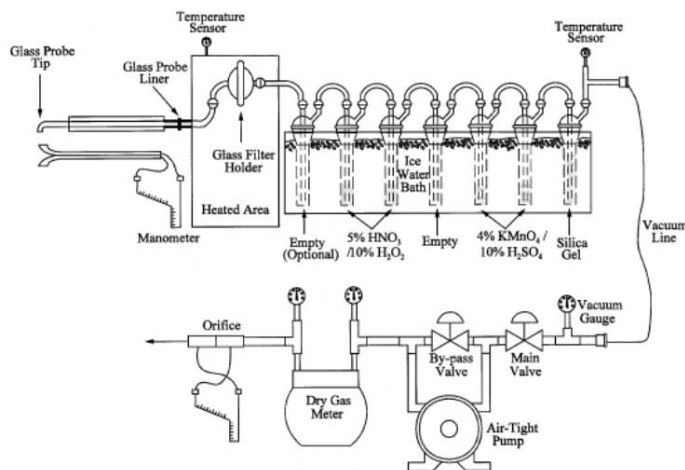 Temperature
Sensor
Temperature
Sensor
Glass Probe
Tip
Glass Probe
Liner
Glass Filter
Holder
Heated Area
Manometer
Ice
Water
Bath
Empty
(Optional)
5% HNO₃
/10% H₂O₂
Empty
4% KMnO₄ /
10% H₂SO₄
Silica
Gel
Vacuum
Line
Orifice
Dry Gas
Meter
By-pass
Valve
Main
Valve
Vacuum
Gauge
Air-Tight
Pump